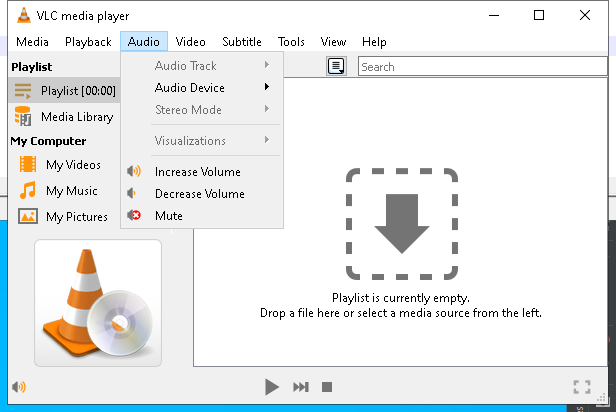 VLC media player
Media Playback Audio Video Subtitle Tools View Help
Playlist
Playlist [00:00]
Media Library
My Computer
My Videos
My Music
My Pictures
Audio Track
Audio Device
Stereo Mode
Visualizations
Increase Volume
Decrease Volume
Mute
Search
Playlist is currently empty.
Drop a file here or select a media source from the left.